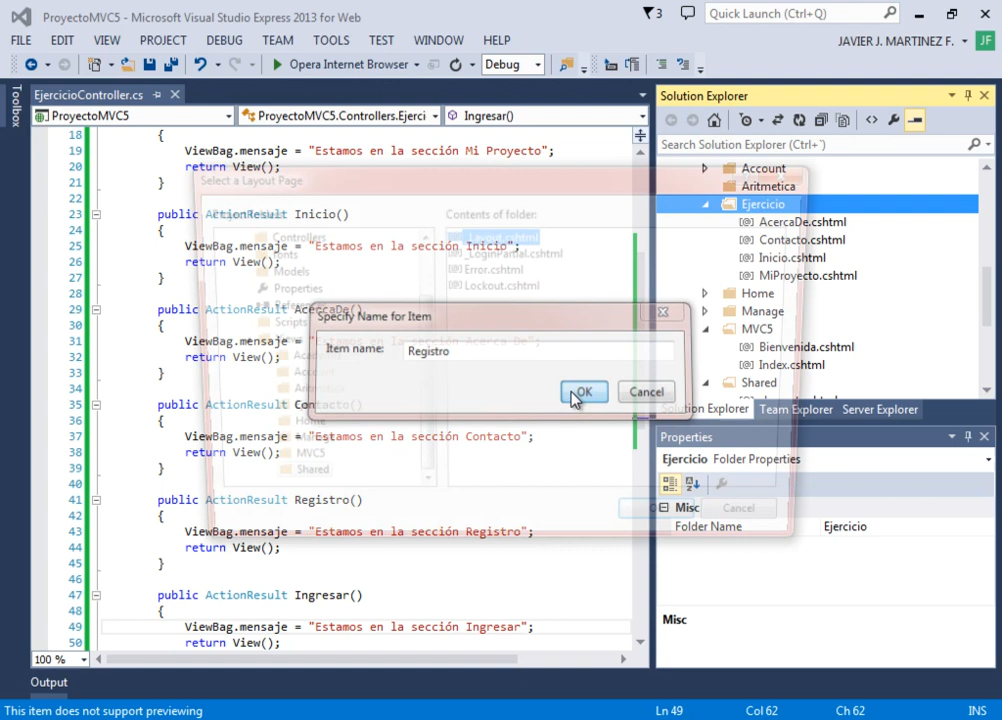 ProyectoMVC5 - Microsoft Visual Studio Express 2013 for Web
3
Quick Launch (Ctrl+Q)
FILE EDIT VIEW PROJECT DEBUG TEAM TOOLS TEST WINDOW HELP
JAVIER J. MARTINEZ F.
JF
Opera Internet Browser
Debug
Toolbox
EjercicioController.cs
ProyectoMVC5
ProyectoMVC5.Controllers.Ejerci
Ingresar()
18 {
19 ViewBag.mensaje = "Estamos en la sección Mi Proyecto";
20 return View();
21 }
22
23 public ActionResult Inicio()
24 {
25 ViewBag.mensaje = "Estamos en la sección Inicio";
26 return View();
27 }
28
29 public ActionResult AcercaDe()
30 {
31 ViewBag.mensaje = "Estamos en la sección Acerca De";
32 return View();
33 }
34
35 public ActionResult Contacto()
36 {
37 ViewBag.mensaje = "Estamos en la sección Contacto";
38 return View();
39 }
40
41 public ActionResult Registro()
42 {
43 ViewBag.mensaje = "Estamos en la sección Registro";
44 return View();
45 }
46
47 public ActionResult Ingresar()
48 {
49 ViewBag.mensaje = "Estamos en la sección Ingresar";
50 return View();
100 %
Select a Layout Page
Contents of folder:
Controllers
fonts
Models
Properties
Scripts
Home
MVC5
Shared
_Layout.cshtml
_LoginPartial.cshtml
Error.cshtml
Lockout.cshtml
Cancel
Specify Name for Item
Item name:
Registro
OK
Cancel
Solution Explorer
Search Solution Explorer (Ctrl+´)
Account
Aritmetica
Ejercicio
AcercaDe.cshtml
Contacto.cshtml
Inicio.cshtml
MiProyecto.cshtml
Home
Manage
MVC5
Bienvenida.cshtml
Index.cshtml
Shared
Solution Explorer
Team Explorer
Server Explorer
Properties
Ejercicio Folder Properties
Misc
Folder Name
Ejercicio
Misc
Output
This item does not support previewing
Ln 49
Col 62
Ch 62
INS